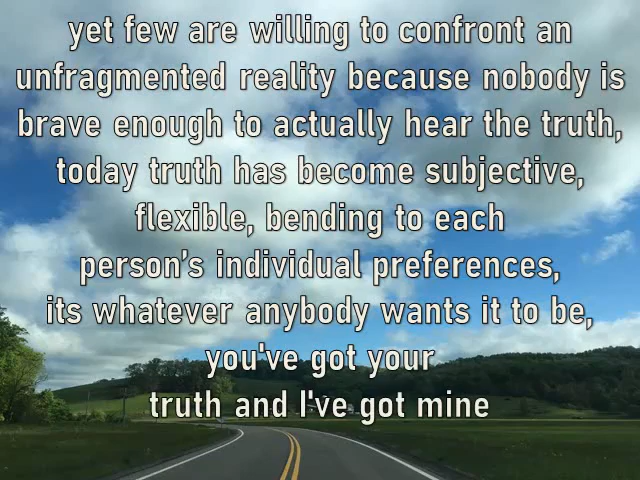 yet few are willing to confront an
unfragmented reality because nobody is
brave enough to actually hear the truth,
today truth has become subjective,
flexible, bending to each
person’s individual preferences,
its whatever anybody wants it to be,
you've got your
truth and I've got mine